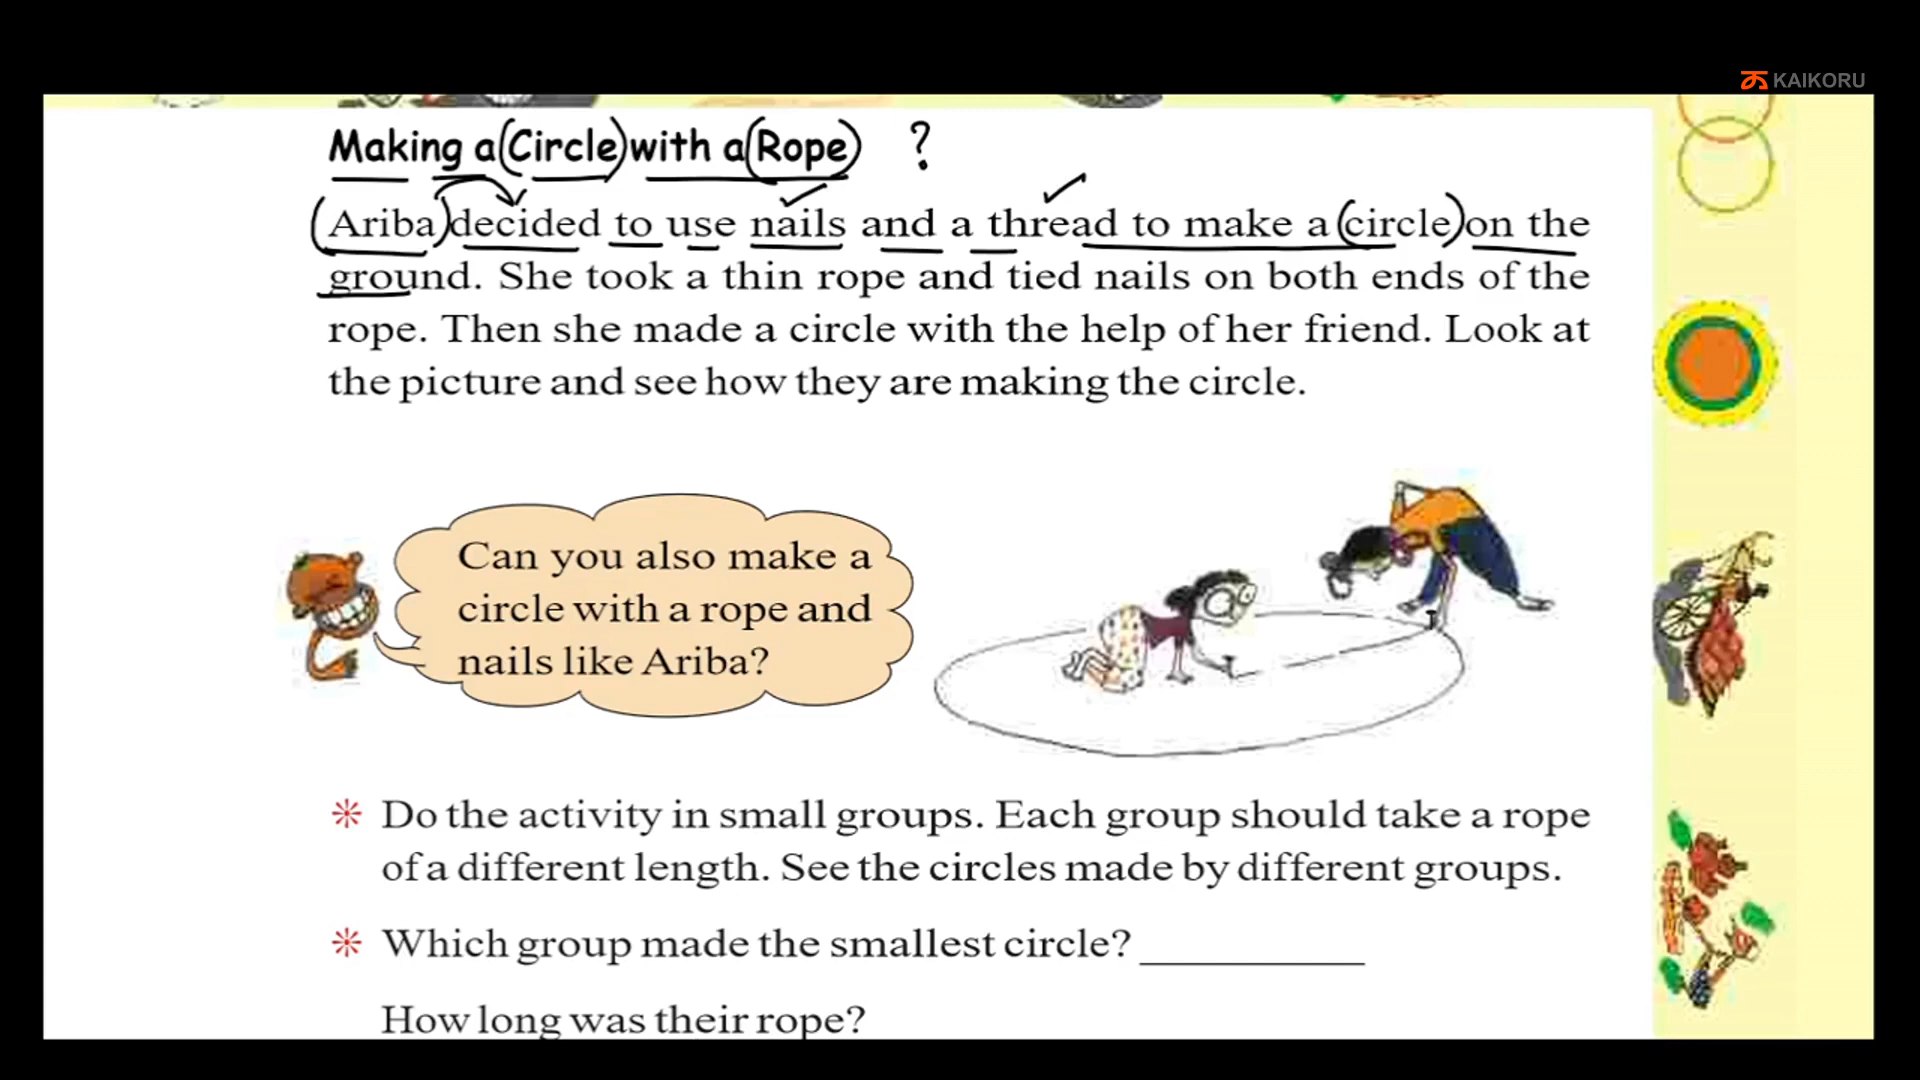 KAIKORU
Making a Circle with a Rope ?
Ariba decided to use nails and a thread to make a circle on the
ground. She took a thin rope and tied nails on both ends of the
rope. Then she made a circle with the help of her friend. Look at
the picture and see how they are making the circle.
Can you also make a
circle with a rope and
nails like Ariba?
Do the activity in small groups. Each group should take a rope
of a different length. See the circles made by different groups.
Which group made the smallest circle? __________
How long was their rope?